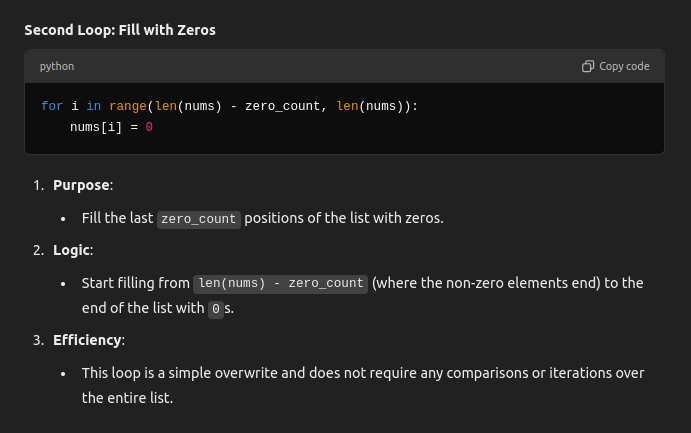 Second Loop: Fill with Zeros
python
Copy code
for i in range(len(nums) - zero_count, len(nums)):
    nums[i] = 0
1. Purpose:
• Fill the last zero_count positions of the list with zeros.
2. Logic:
• Start filling from len(nums) - zero_count (where the non-zero elements end) to the
end of the list with 0s.
3. Efficiency:
• This loop is a simple overwrite and does not require any comparisons or iterations over
the entire list.